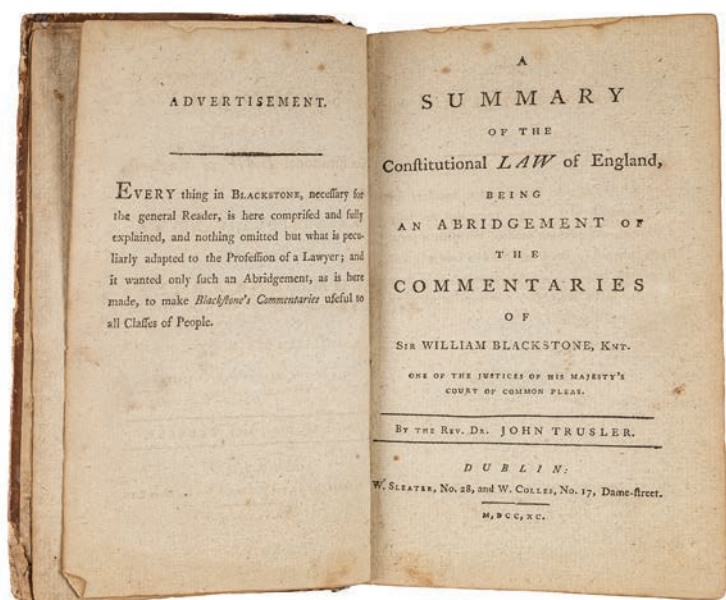 ADVERTISEMENT.
EVERY thing in BLACKSTONE, neceſſary for
the general Reader, is here compriſed and fully
explained, and nothing omitted but what is pecu-
liarly adapted to the Profeſſion of a Lawyer; and
it wanted only ſuch an Abridgement, as is here
made, to make Blackſtone's Commentaries uſeful to
all Claſſes of People.
A
SUMMARY
OF THE
Conſtitutional LAW of England,
BEING
AN ABRIDGEMENT OF
THE
COMMENTARIES
OF
SIR WILLIAM BLACKSTONE, KNT.
ONE OF THE JUSTICES OF HIS MAJESTY'S
COURT OF COMMON PLEAS.
BY THE REV. DR. JOHN TRUSLER.
DUBLIN:
W. SLEATER, No. 28, and W. COLLES, No. 17, Dame-ſtreet.
M,DCC,XC.